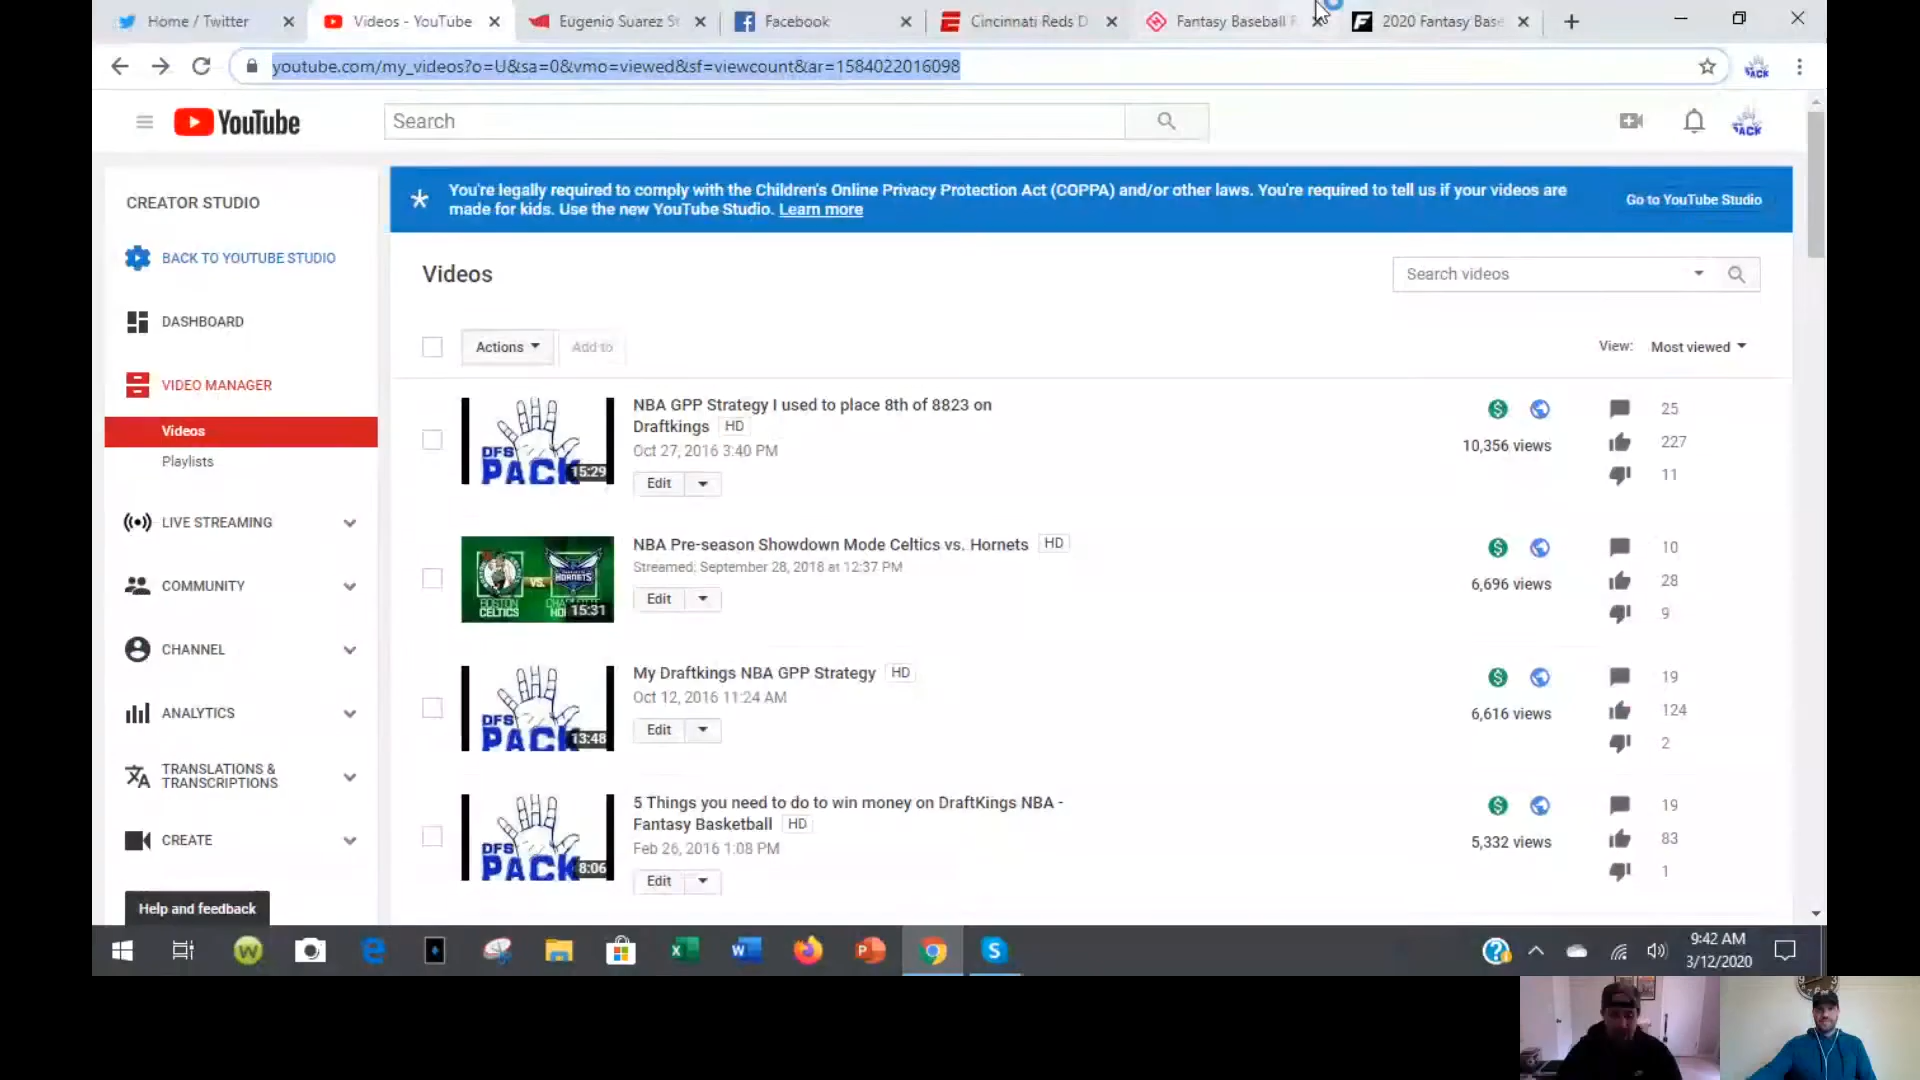 Home / Twitter
Videos - YouTube
Eugenio Suarez St
Facebook
Cincinnati Reds D
Fantasy Baseball
2020 Fantasy Base
youtube.com/my_videos?o=U&sa=0&vmo=viewed&sf=viewcount&ar=1584022016098
PACK
YouTube
Search
PACK
CREATOR STUDIO
BACK TO YOUTUBE STUDIO
DASHBOARD
VIDEO MANAGER
Videos
Playlists
LIVE STREAMING
COMMUNITY
CHANNEL
ANALYTICS
TRANSLATIONS &
TRANSCRIPTIONS
CREATE
Help and feedback
You're legally required to comply with the Children's Online Privacy Protection Act (COPPA) and/or other laws. You're required to tell us if your videos are
made for kids. Use the new YouTube Studio. Learn more
Go to YouTube Studio
Videos
Search videos
Actions
Add to
View: Most viewed
DFS
PACK
15:29
NBA GPP Strategy I used to place 8th of 8823 on
Draftkings HD
Oct 27, 2016 3:40 PM
Edit
10,356 views
25
227
11
VS.
BOSTON
CELTICS
15:31
NBA Pre-season Showdown Mode Celtics vs. Hornets HD
Streamed: September 28, 2018 at 12:37 PM
Edit
6,696 views
10
28
9
DFS
PACK
13:48
My Draftkings NBA GPP Strategy HD
Oct 12, 2016 11:24 AM
Edit
6,616 views
19
124
2
DFS
PACK
8:06
5 Things you need to do to win money on DraftKings NBA -
Fantasy Basketball HD
Feb 26, 2016 1:08 PM
Edit
5,332 views
19
83
1
9:42 AM
3/12/2020